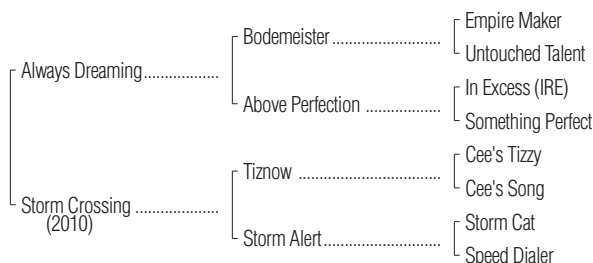 Empire Maker
Bodemeister..............................
Untouched Talent
Always Dreaming..................
In Excess (IRE)
Above Perfection .....................
Something Perfect
Cee's Tizzy
Tiznow ........................................
Cee's Song
Storm Crossing .....................
(2010)
Storm Cat
Storm Alert.................................
Speed Dialer